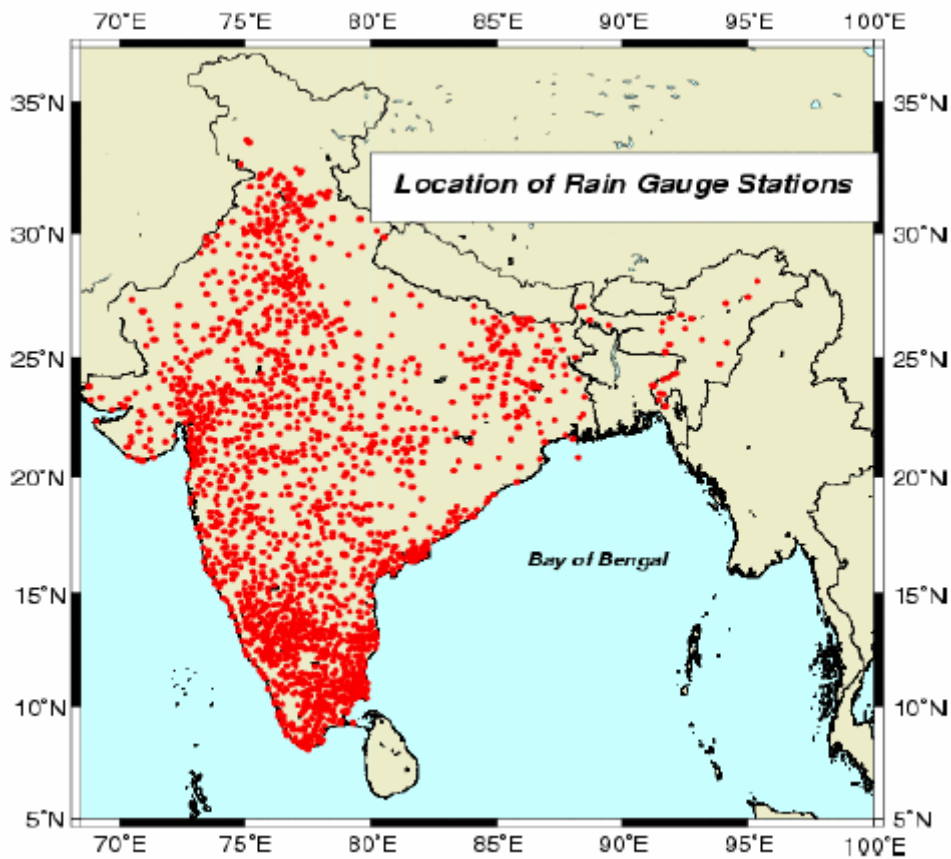 70°E 75°E 80°E 85°E 90°E 95°E 100°E
35°N 35°N
Location of Rain Gauge Stations
30°N 30°N
25°N 25°N
20°N 20°N
Bay of Bengal
15°N 15°N
10°N 10°N
5°N 5°N
70°E 75°E 80°E 85°E 90°E 95°E 100°E